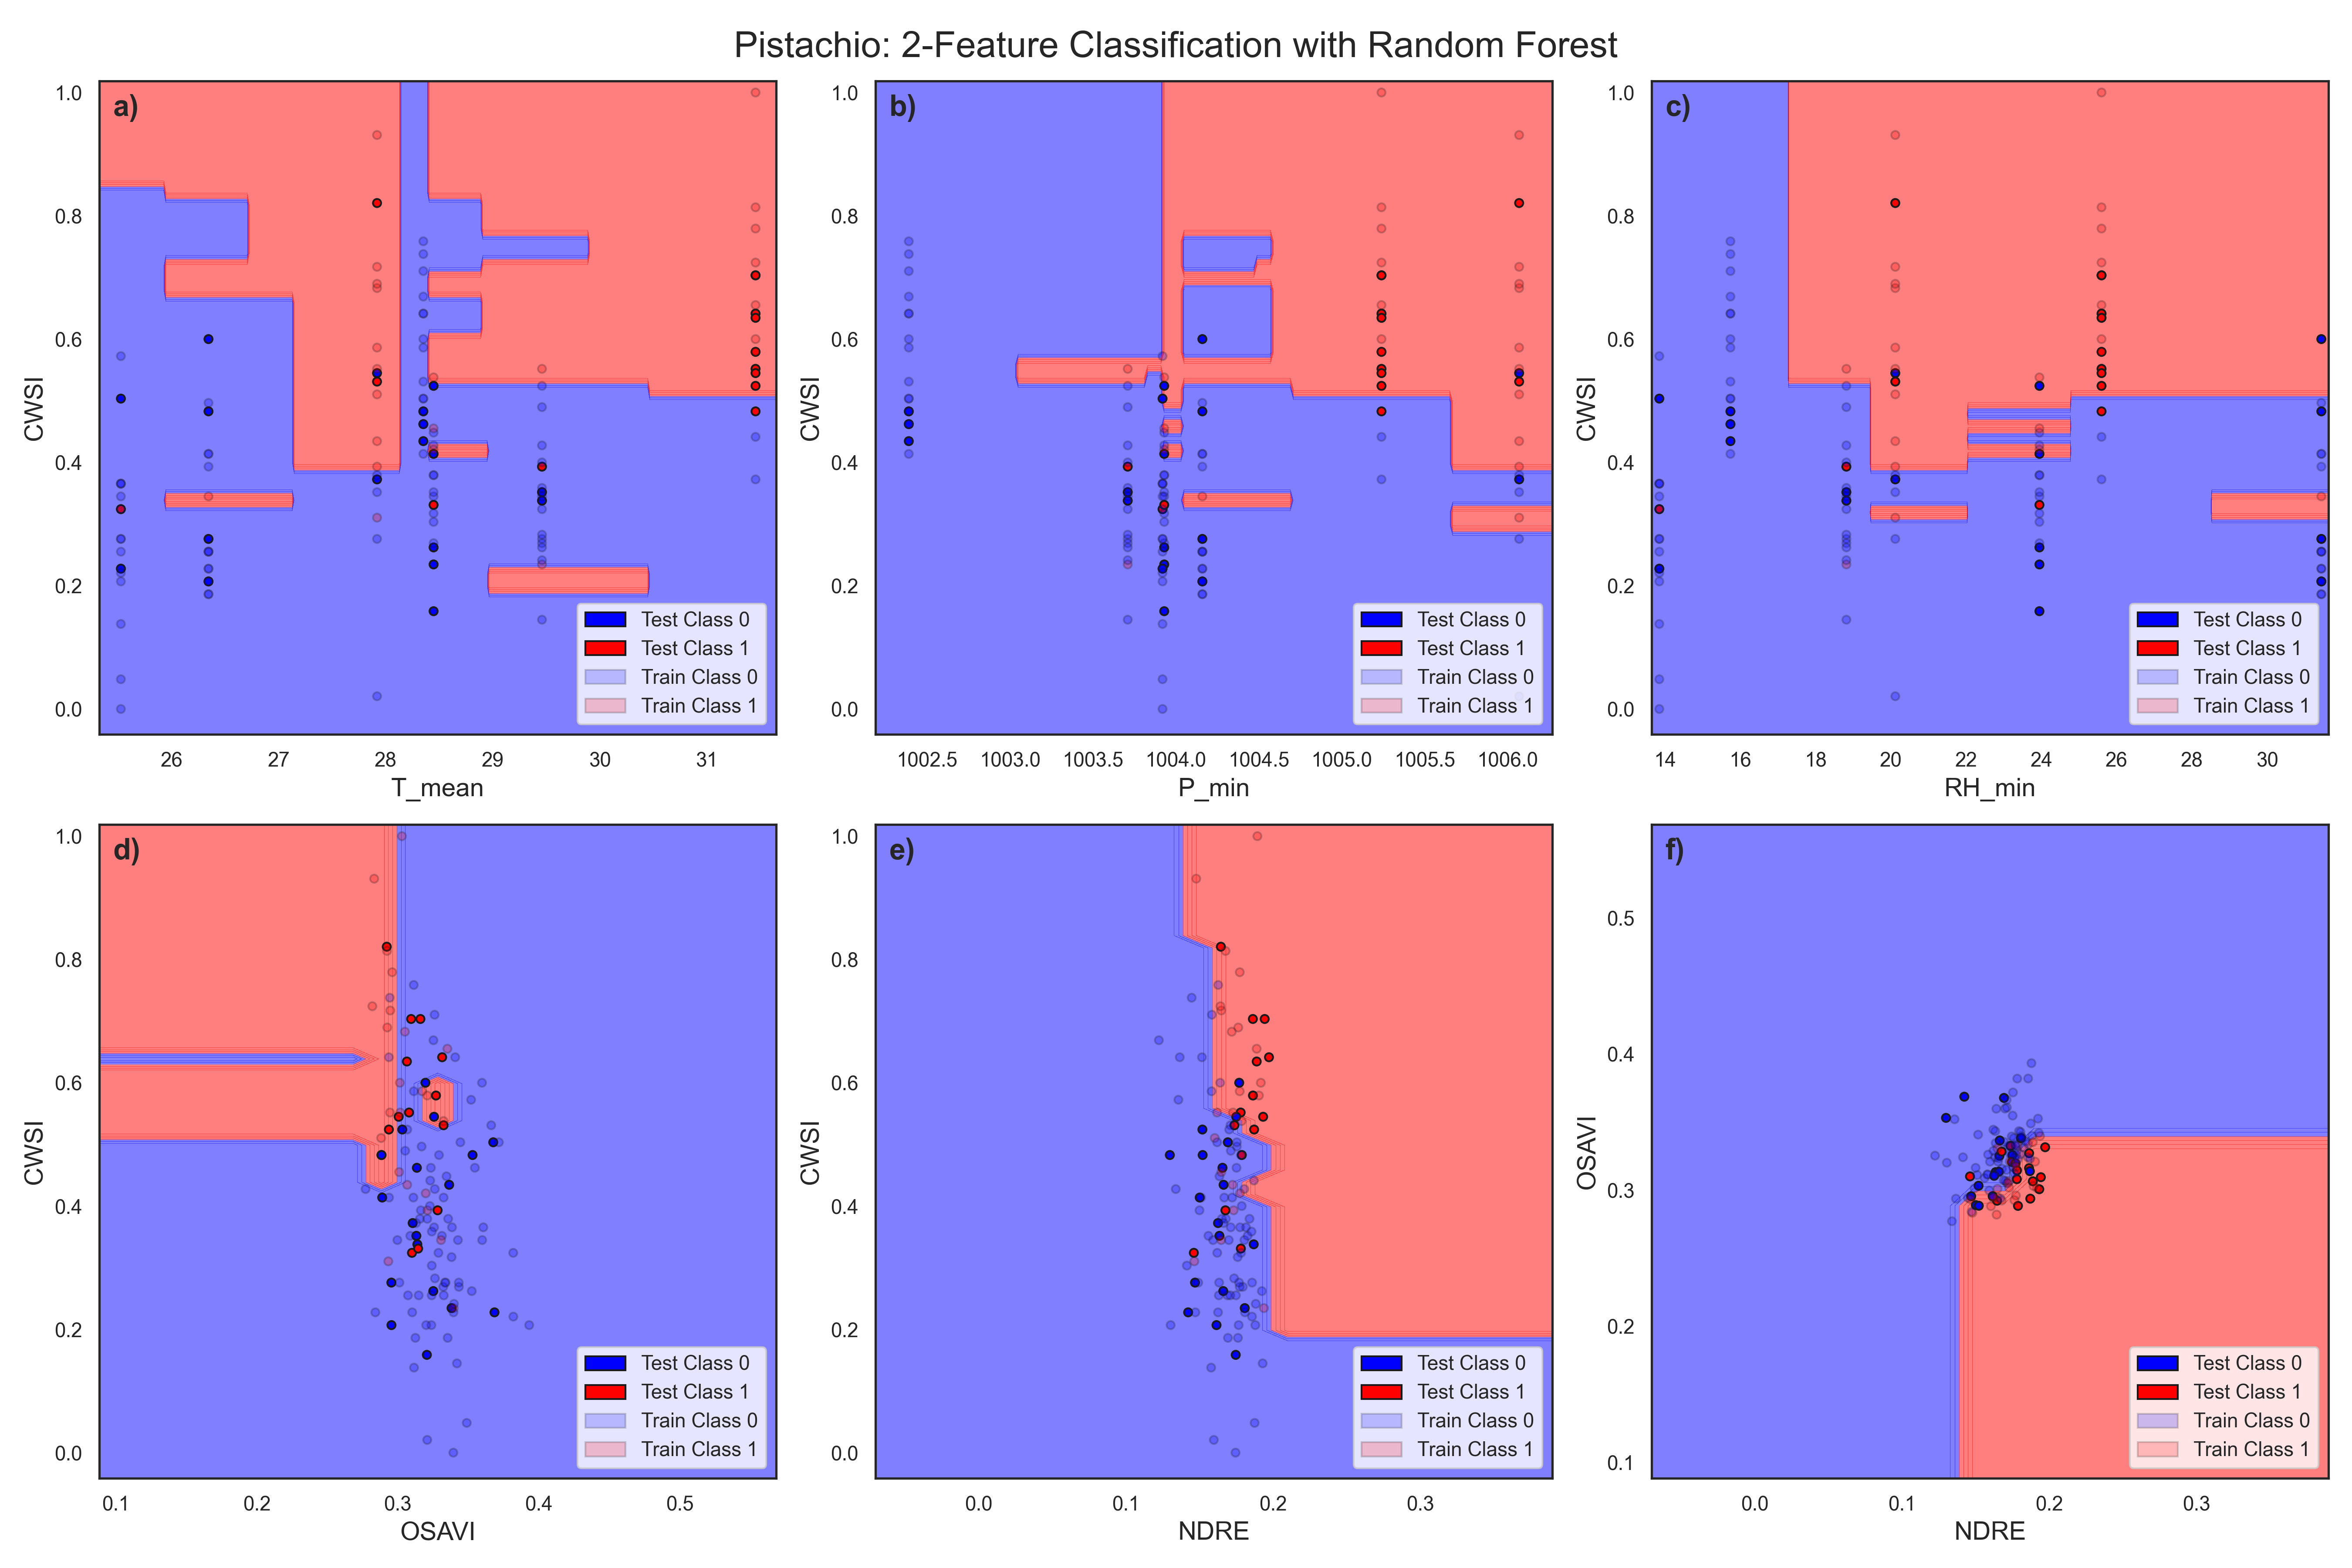 Pistachio: 2-Feature Classification with Random Forest
a)
CWSI
1.0
0.8
0.6
0.4
0.2
0.0
26 27 28 29 30 31
T_mean
Test Class 0
Test Class 1
Train Class 0
Train Class 1
b)
CWSI
1.0
0.8
0.6
0.4
0.2
0.0
1002.5 1003.0 1003.5 1004.0 1004.5 1005.0 1005.5 1006.0
P_min
Test Class 0
Test Class 1
Train Class 0
Train Class 1
c)
CWSI
1.0
0.8
0.6
0.4
0.2
0.0
14 16 18 20 22 24 26 28 30
RH_min
Test Class 0
Test Class 1
Train Class 0
Train Class 1
d)
CWSI
1.0
0.8
0.6
0.4
0.2
0.0
0.1 0.2 0.3 0.4 0.5
OSAVI
Test Class 0
Test Class 1
Train Class 0
Train Class 1
e)
CWSI
1.0
0.8
0.6
0.4
0.2
0.0
0.0 0.1 0.2 0.3
NDRE
Test Class 0
Test Class 1
Train Class 0
Train Class 1
f)
OSAVI
0.5
0.4
0.3
0.2
0.1
0.0 0.1 0.2 0.3
NDRE
Test Class 0
Test Class 1
Train Class 0
Train Class 1